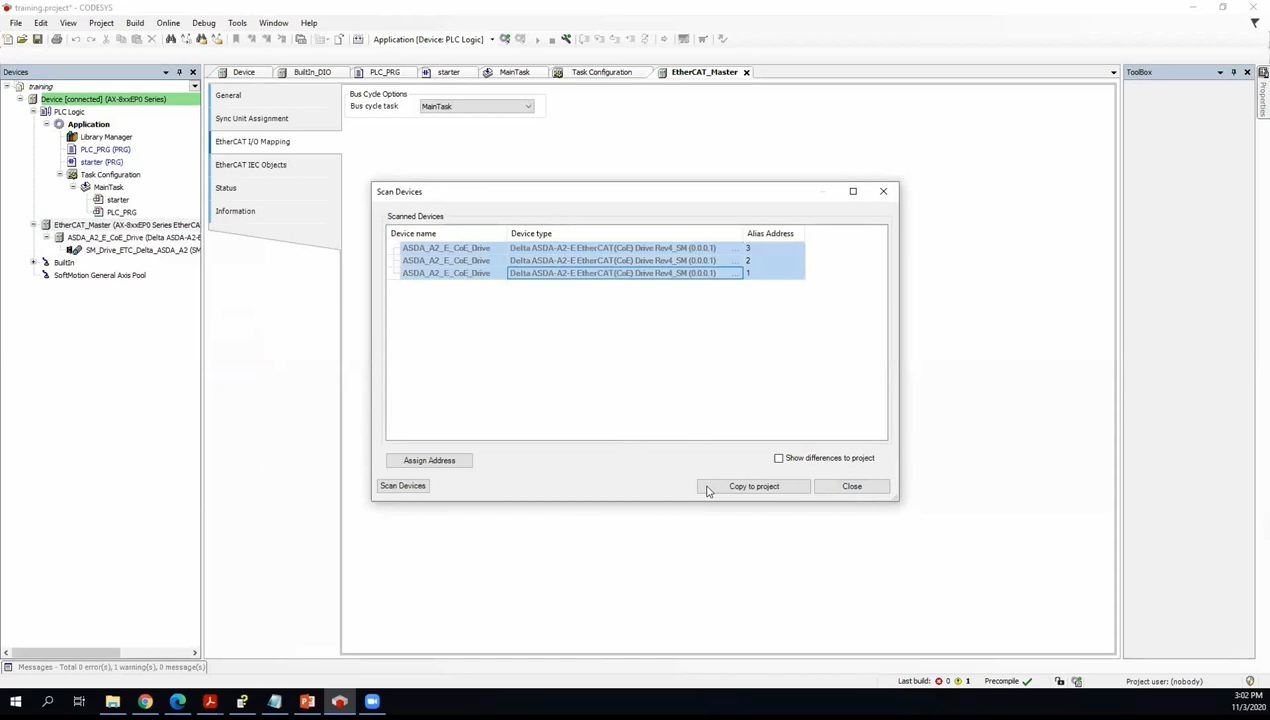 training.project* - CODESYS
File Edit View Project Build Online Debug Tools Window Help
Application [Device: PLC Logic]
Devices
Device BuiltIn_DIO PLC_PRG starter MainTask Task Configuration EtherCAT_Master
ToolBox
Properties
training
Device [connected] (AX-8xxEP0 Series)
PLC Logic
Application
Library Manager
PLC_PRG (PRG)
starter (PRG)
Task Configuration
MainTask
starter
PLC_PRG
EtherCAT_Master (AX-8xxEP0 Series EtherCA
ASDA_A2_E_CoE_Drive (Delta ASDA-A2-E
SM_Drive_ETC_Delta_ASDA_A2 (SM
BuiltIn
SoftMotion General Axis Pool
General
Sync Unit Assignment
EtherCAT I/O Mapping
EtherCAT IEC Objects
Status
Information
Bus Cycle Options
Bus cycle task MainTask
Scan Devices
Scanned Devices
Device name Device type Alias Address
ASDA_A2_E_CoE_Drive Delta ASDA-A2-E EtherCAT(CoE) Drive Rev4_SM (0.0.0.1) ... 3
ASDA_A2_E_CoE_Drive Delta ASDA-A2-E EtherCAT(CoE) Drive Rev4_SM (0.0.0.1) ... 2
ASDA_A2_E_CoE_Drive Delta ASDA-A2-E EtherCAT(CoE) Drive Rev4_SM (0.0.0.1) ... 1
Assign Address
Show differences to project
Scan Devices Copy to project Close
Messages - Total 0 error(s), 1 warning(s), 0 message(s)
Last build: 0 1 Precompile Project user: (nobody)
3:02 PM
11/3/2020